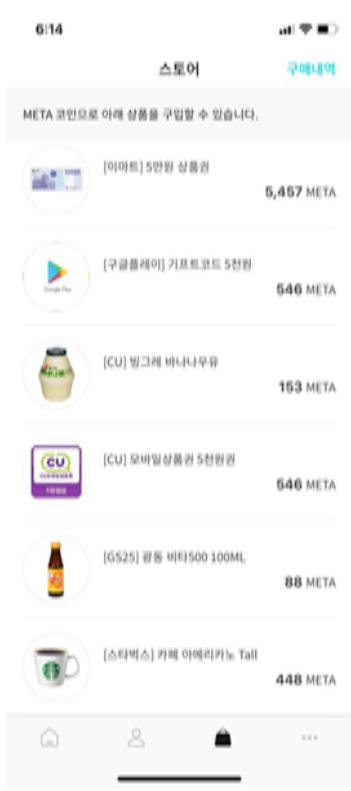 6:14
스토어
구매내역
META 코인으로 아래 상품을 구입할 수 있습니다.
[이마트] 5만원 상품권
5,457 META
Google Play
[구글플레이] 기프트코드 5천원
546 META
[CU] 빙그레 바나나우유
153 META
CU
[CU] 모바일상품권 5천원권
546 META
[GS25] 광동 비타500 100ML
88 META
[스타벅스] 카페 아메리카노 Tall
448 META